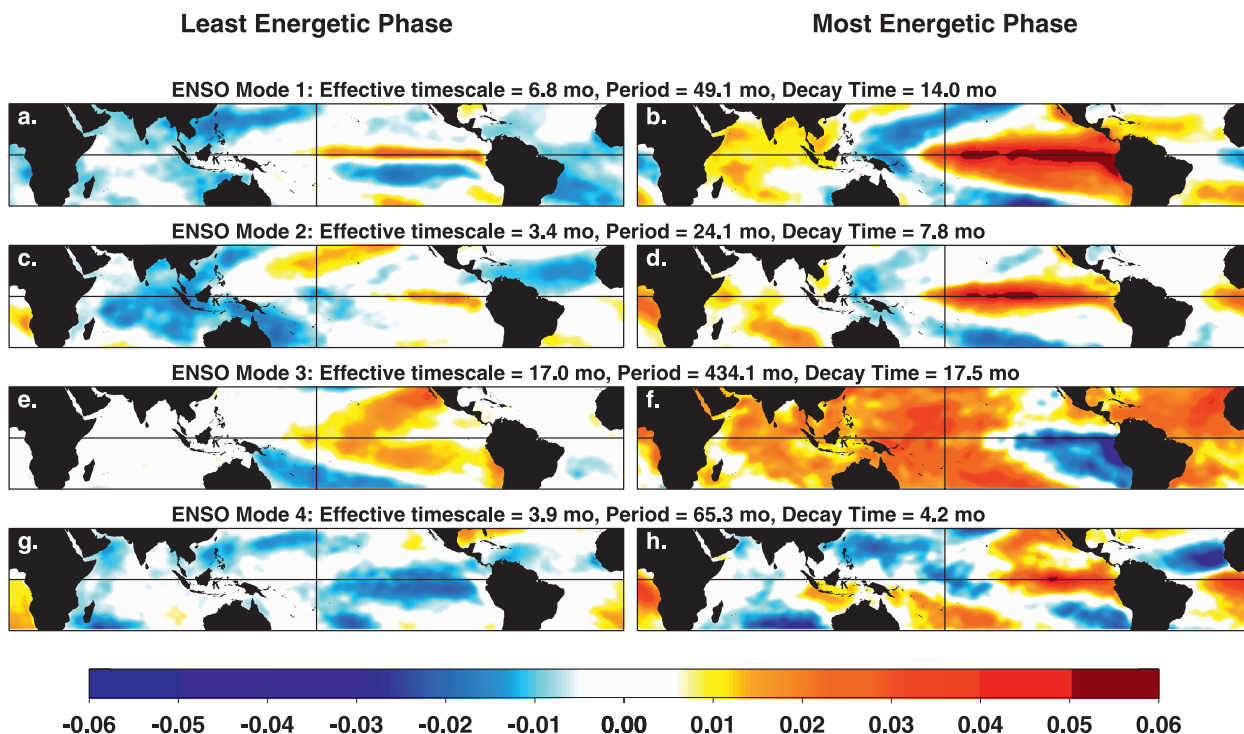 Least Energetic Phase Most Energetic Phase
ENSO Mode 1: Effective timescale = 6.8 mo, Period = 49.1 mo, Decay Time = 14.0 mo
a. b.
ENSO Mode 2: Effective timescale = 3.4 mo, Period = 24.1 mo, Decay Time = 7.8 mo
c. d.
ENSO Mode 3: Effective timescale = 17.0 mo, Period = 434.1 mo, Decay Time = 17.5 mo
e. f.
ENSO Mode 4: Effective timescale = 3.9 mo, Period = 65.3 mo, Decay Time = 4.2 mo
g. h.
-0.06 -0.05 -0.04 -0.03 -0.02 -0.01 0.00 0.01 0.02 0.03 0.04 0.05 0.06